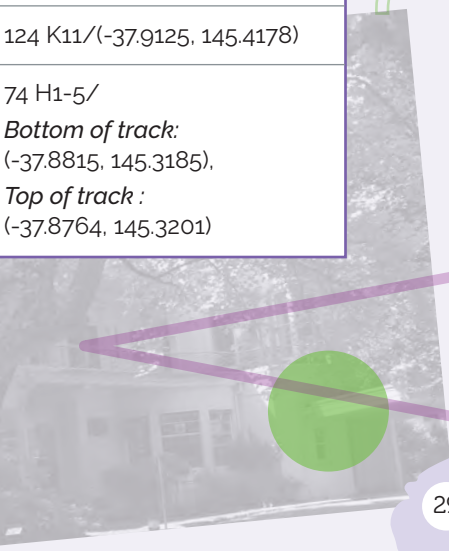 124 K11/(-37.9125, 145.4178)
74 H1-5/
Bottom of track:
(-37.8815, 145.3185),
Top of track :
(-37.8764, 145.3201)